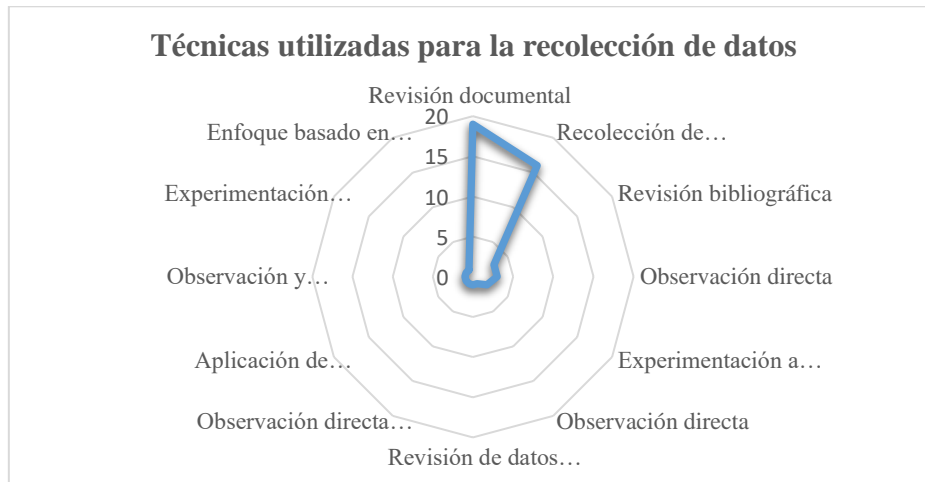 Técnicas utilizadas para la recolección de datos
Revisión documental
Recolección de…
Revisión bibliográfica
Observación directa
Experimentación a…
Observación directa
Revisión de datos…
Observación directa…
Aplicación de…
Observación y…
Experimentación…
Enfoque basado en…
20
15
10
5
0